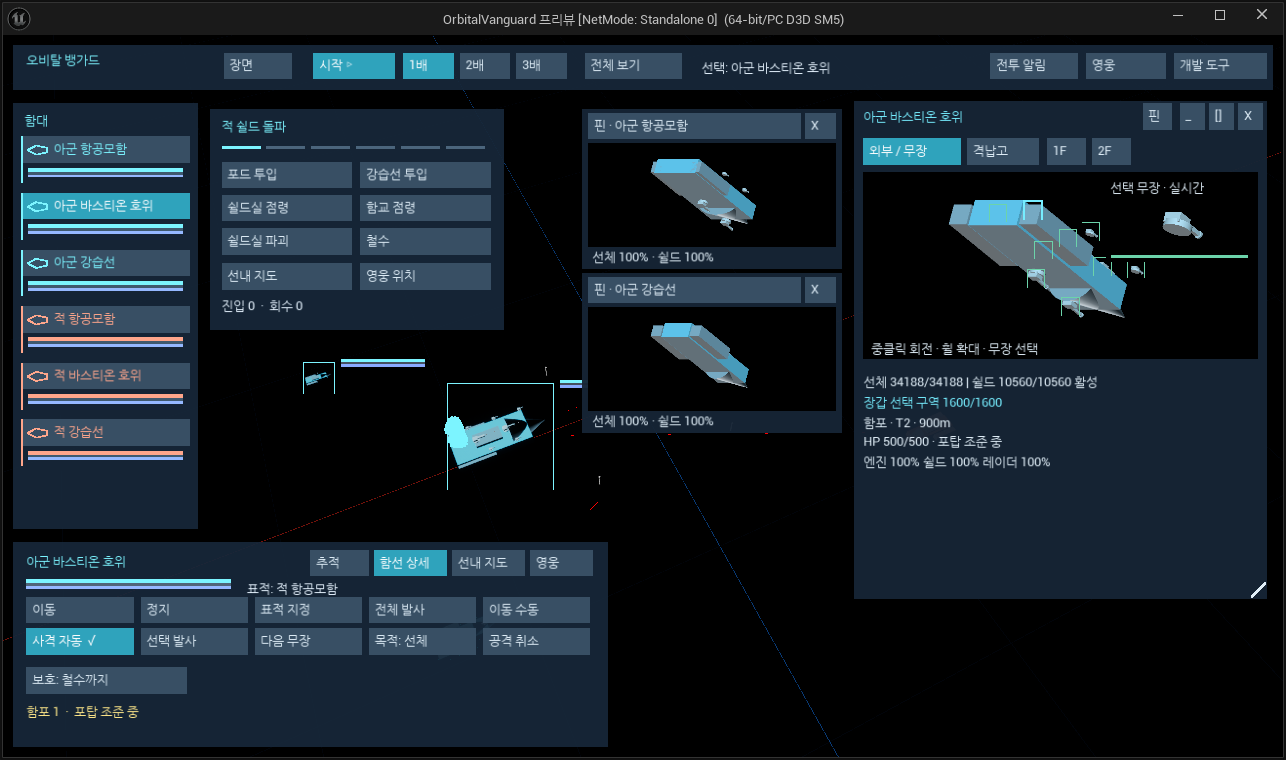 OrbitalVanguard 프리뷰 [NetMode: Standalone 0] (64-bit/PC D3D SM5)
오비탈 뱅가드
장면
시작 ▶
1배
2배
3배
전체 보기
선택: 아군 바스티온 호위
전투 알림
영웅
개발 도구
함대
아군 항공모함
아군 바스티온 호위
아군 강습선
적 항공모함
적 바스티온 호위
적 강습선
적 쉴드 돌파
포드 투입
강습선 투입
쉴드실 점령
함교 점령
쉴드실 파괴
철수
선내 지도
영웅 위치
진입 0 · 회수 0
핀 · 아군 항공모함
X
선체 100% · 쉴드 100%
핀 · 아군 강습선
X
선체 100% · 쉴드 100%
아군 바스티온 호위
핀
_
[]
X
외부 / 무장
격납고
1F
2F
선택 무장 · 실시간
중클릭 회전 · 휠 확대 · 무장 선택
선체 34188/34188 | 쉴드 10560/10560 활성
장갑 선택 구역 1600/1600
함포 · T2 · 900m
HP 500/500 · 포탑 조준 중
엔진 100% 쉴드 100% 레이더 100%
아군 바스티온 호위
추적
함선 상세
선내 지도
영웅
표적: 적 항공모함
이동
정지
표적 지정
전체 발사
이동 수동
사격 자동 √
선택 발사
다음 무장
목적: 선체
공격 취소
보호: 철수까지
함포 1 · 포탑 조준 중